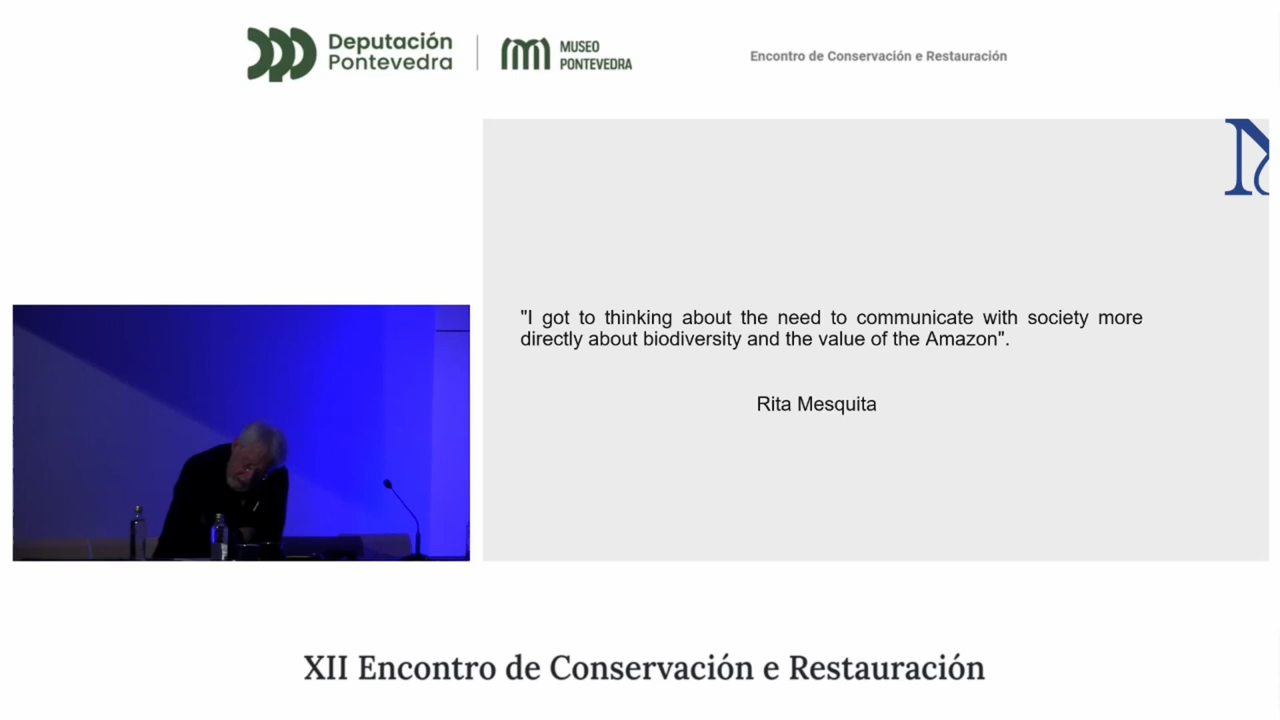 Deputación
Pontevedra
MUSEO
PONTEVEDRA
Encontro de Conservación e Restauración
"I got to thinking about the need to communicate with society more
directly about biodiversity and the value of the Amazon".
Rita Mesquita
XII Encontro de Conservación e Restauración